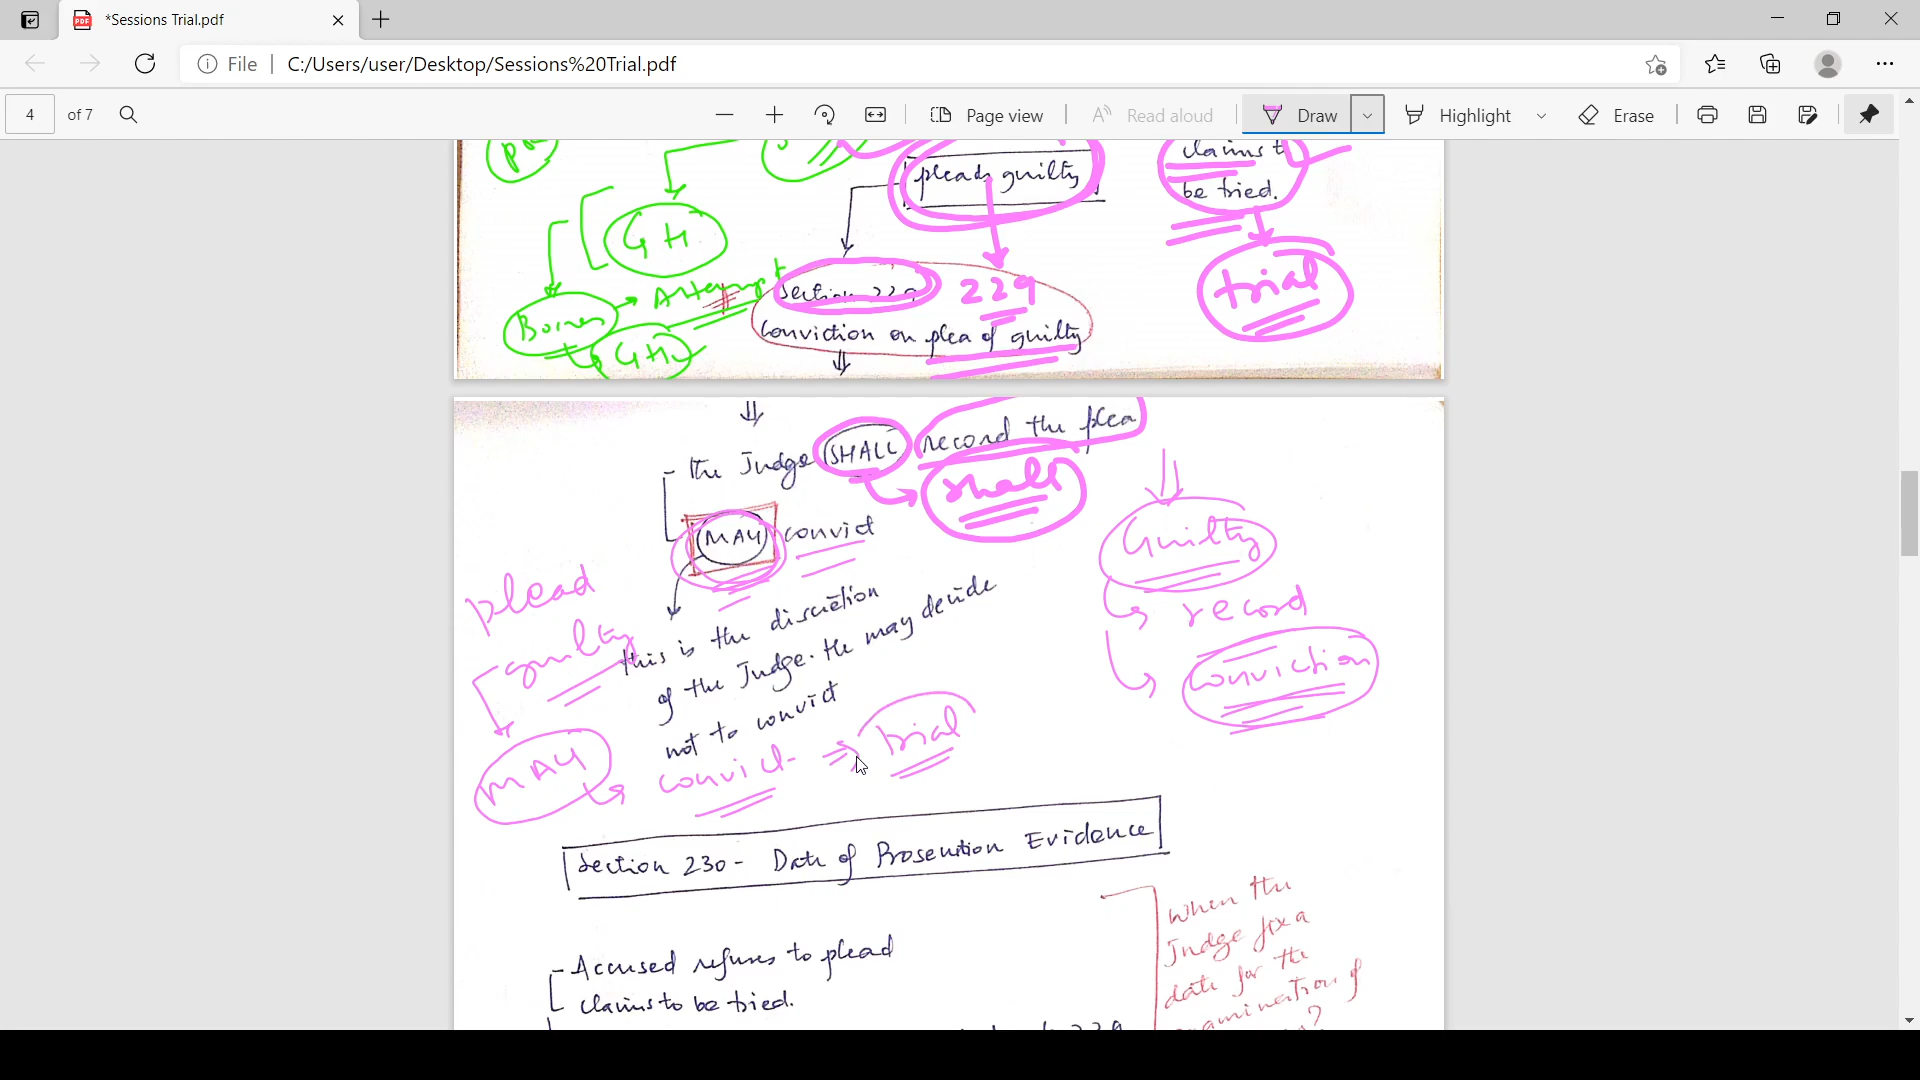 *Sessions Trial.pdf
File
C:/Users/user/Desktop/Sessions%20Trial.pdf
4 of 7
Page view
Read aloud
Draw
Highlight
Erase
pleads guilty
claims t
be tried.
GH
229
trial
Attempt
Section 229
GH
Conviction on plea of guilty
the Judge SHALL record the plea
shall
MAY convict
Guilty
plead
guilty
record
this is the discretion
of the Judge. He may decide
not to convict
conviction
MAY
convict
trial
Section 230 - Date of Prosecution Evidence
Accused refuses to plead
claims to be tried.
When the
Judge fix a
date for the
examination of
229